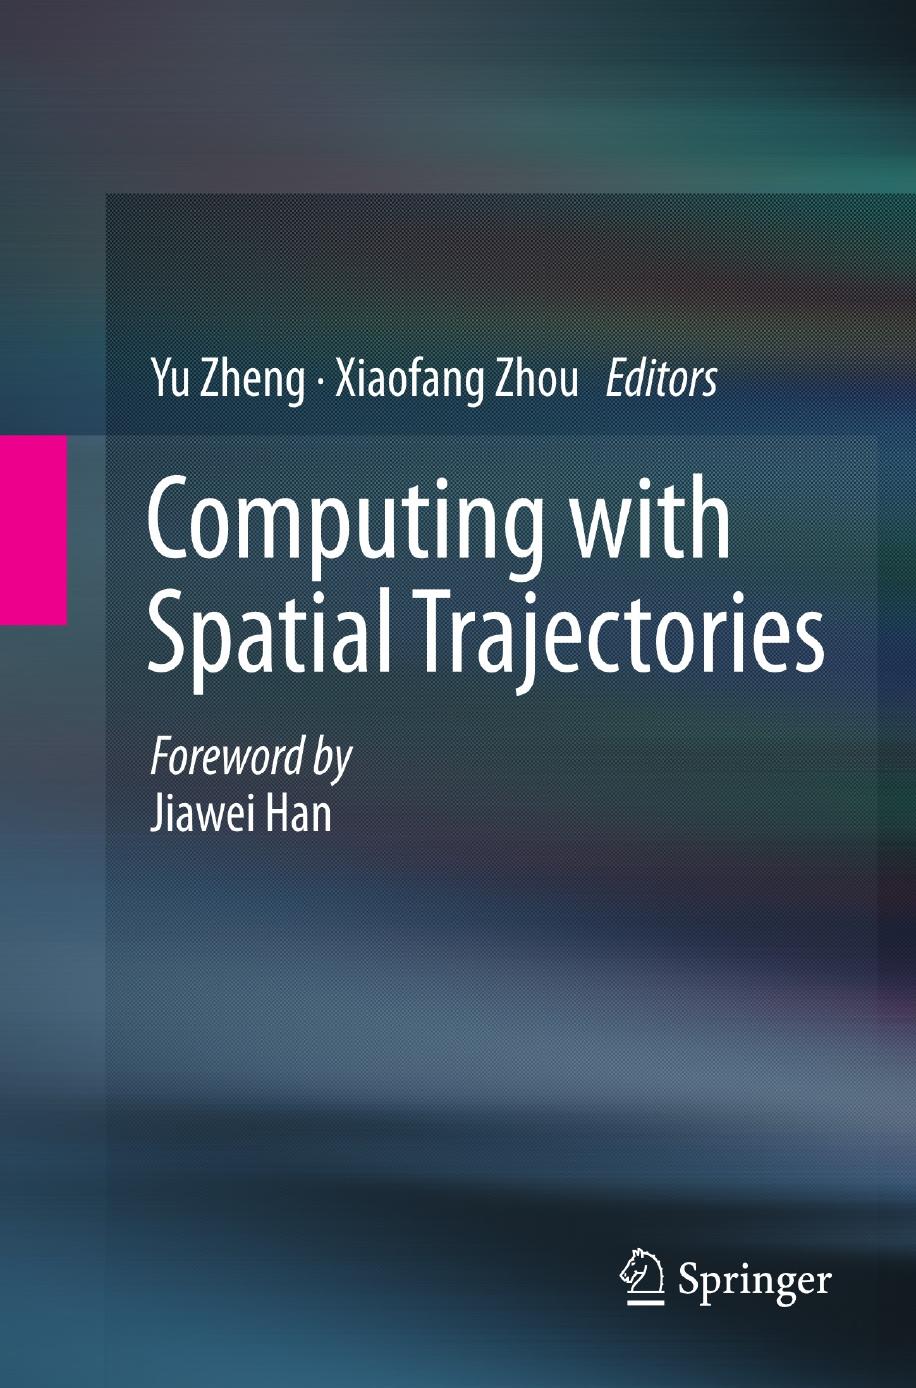 Yu Zheng · Xiaofang Zhou Editors
Computing with
Spatial Trajectories
Foreword by
Jiawei Han
Springer